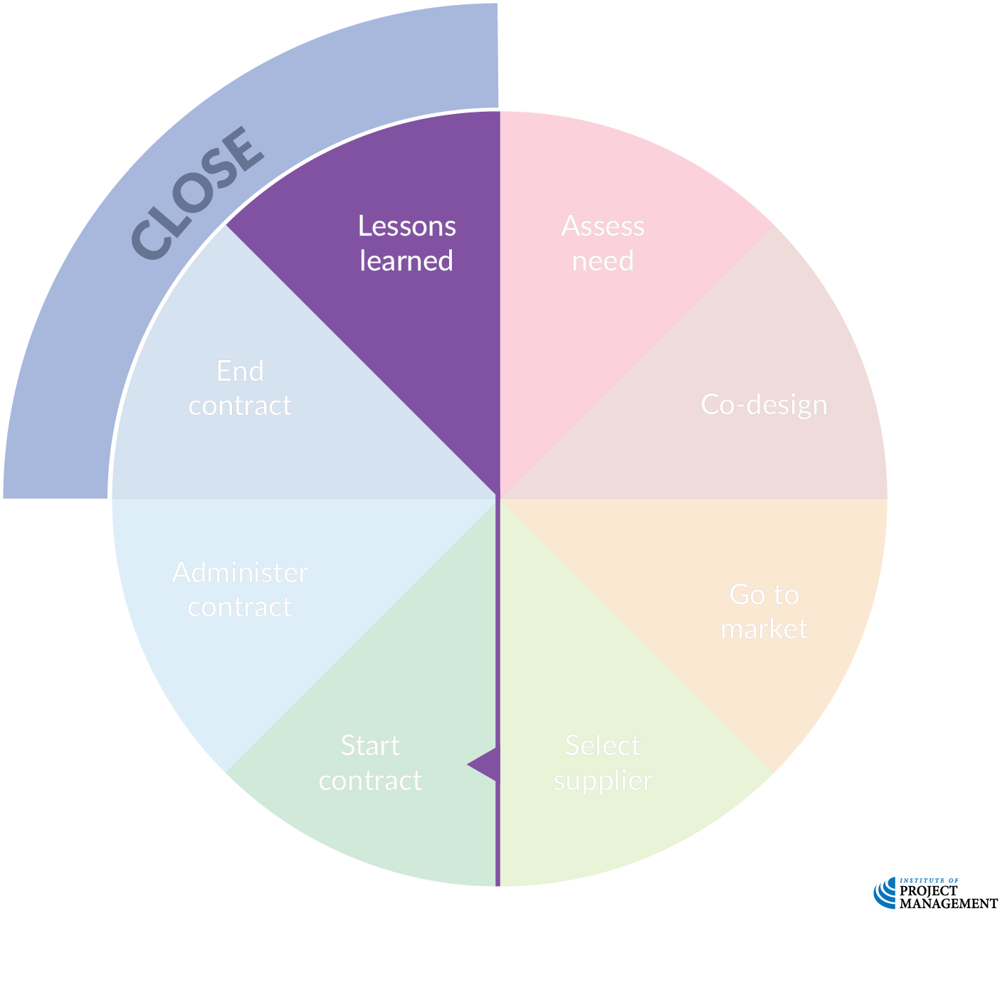 CLOSE
Lessons
learned
Assess
need
End
contract
Co-design
Administer
contract
Go to
market
Start
contract
Select
supplier
INSTITUTE OF
PROJECT
MANAGEMENT